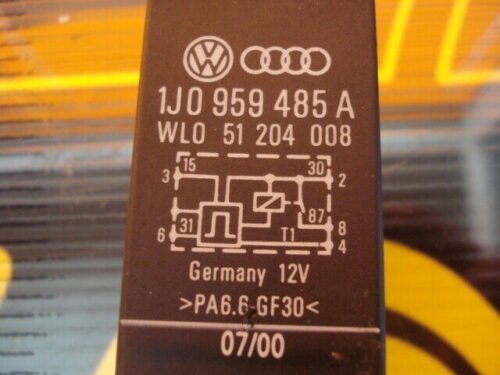 1J0 959 485 A
WLO 51 204 008
15 30
3 2
87
31 8
6 T1 4
Germany 12V
>PA6.6-GF30<
07/00